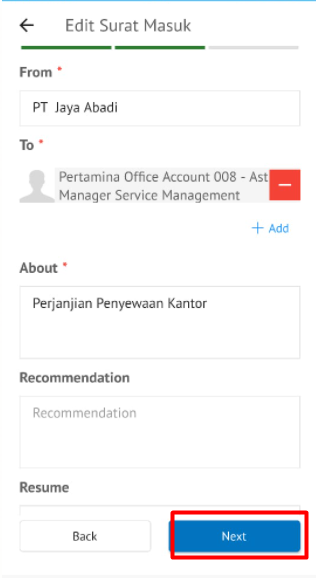 Edit Surat Masuk
From *
PT Jaya Abadi
To *
Pertamina Office Account 008 - Ast
Manager Service Management
+ Add
About *
Perjanjian Penyewaan Kantor
Recommendation
Recommendation
Resume
Back
Next